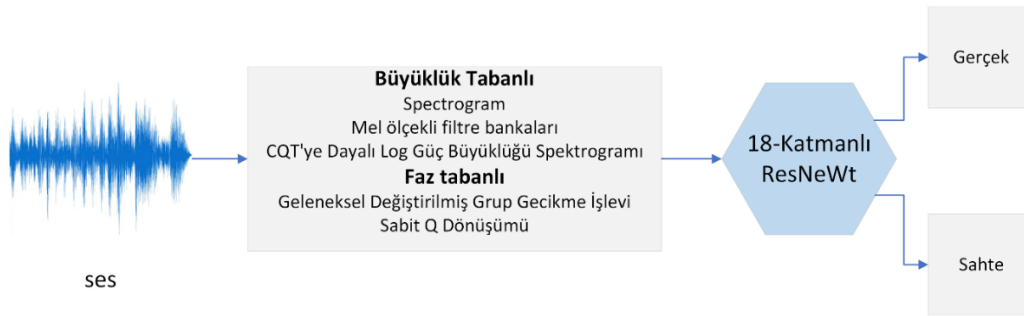 ses
Büyüklük Tabanlı
Spectrogram
Mel ölçekli filtre bankaları
CQT'ye Dayalı Log Güç Büyüklüğü Spektrogramı
Faz tabanlı
Geleneksel Değiştirilmiş Grup Gecikme İşlevi
Sabit Q Dönüşümü
18-Katmanlı
ResNeWt
Gerçek
Sahte